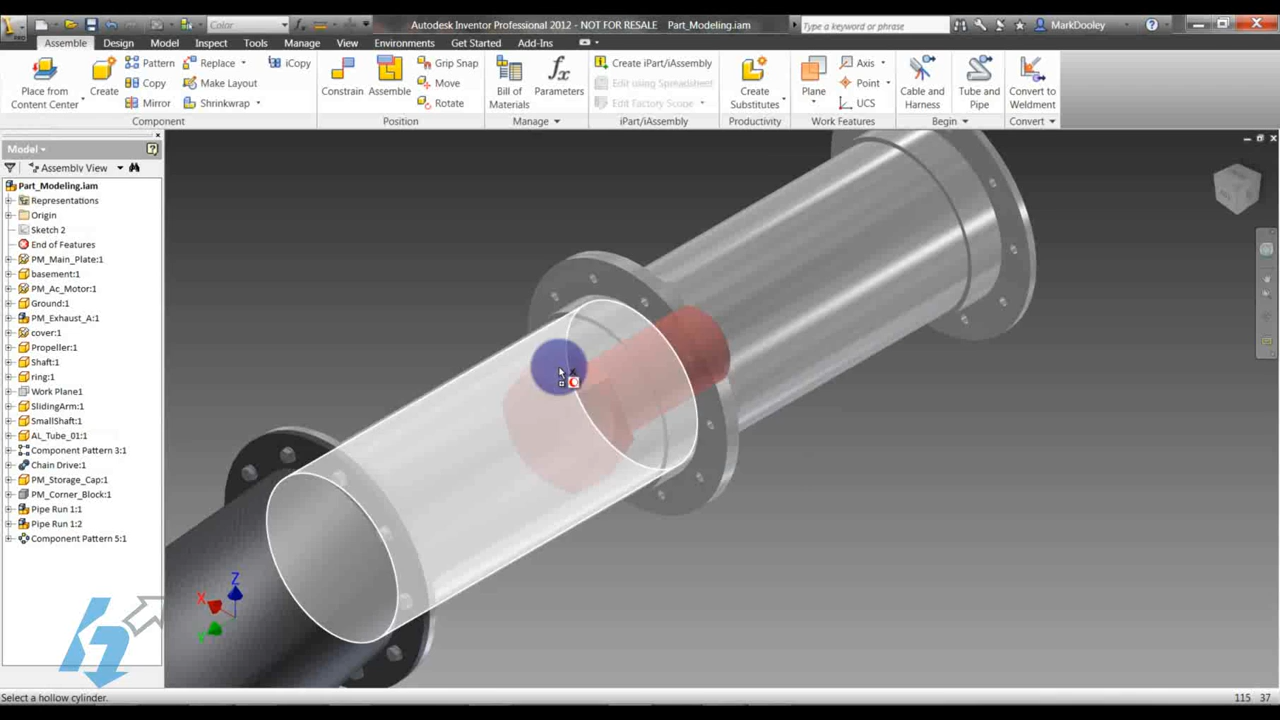 Color
Autodesk Inventor Professional 2012 - NOT FOR RESALE Part_Modeling.iam
Type a keyword or phrase
MarkDooley
PRO
Assemble Design Model Inspect Tools Manage View Environments Get Started Add-Ins
Place from Content Center
Create
Pattern
Copy
Mirror
Replace
Make Layout
Shrinkwrap
iCopy
Component
Constrain
Assemble
Grip Snap
Move
Rotate
Position
Bill of Materials
Parameters
Manage
Create iPart/iAssembly
Edit using Spreadsheet
Edit Factory Scope
iPart/iAssembly
Create Substitutes
Productivity
Plane
Axis
Point
UCS
Work Features
Cable and Harness
Tube and Pipe
Begin
Convert to Weldment
Convert
Model
Assembly View
Part_Modeling.iam
Representations
Origin
Sketch 2
End of Features
PM_Main_Plate:1
basement:1
PM_Ac_Motor:1
Ground:1
PM_Exhaust_A:1
cover:1
Propeller:1
Shaft:1
ring:1
Work Plane1
SlidingArm:1
SmallShaft:1
AL_Tube_01:1
Component Pattern 3:1
Chain Drive:1
PM_Storage_Cap:1
PM_Corner_Block:1
Pipe Run 1:1
Pipe Run 1:2
Component Pattern 5:1
Z
X
Y
Select a hollow cylinder.
115 37